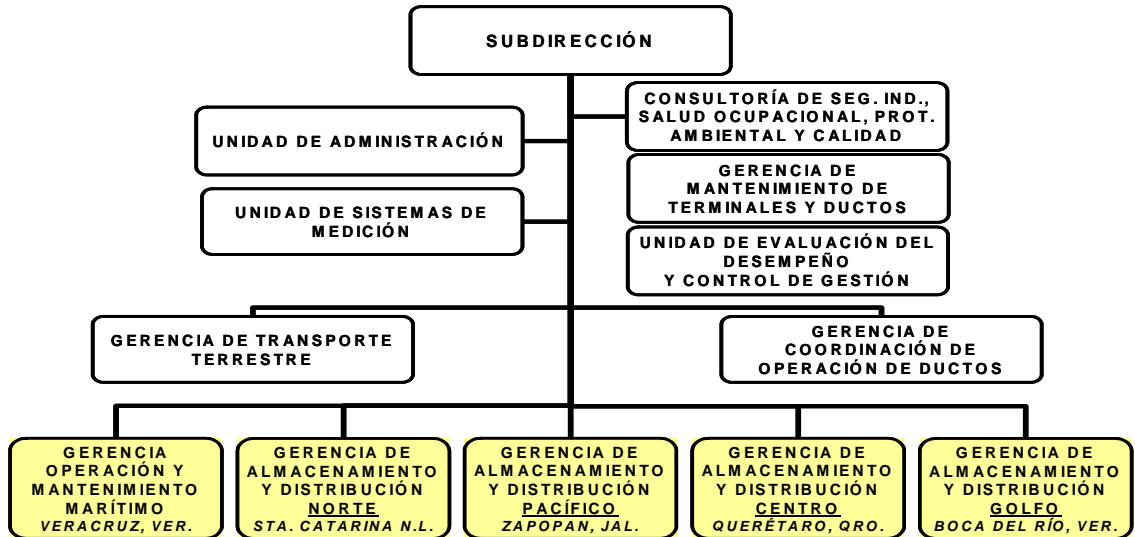 SUBDIRECCIÓN
CONSULTORÍA DE SEG. IND.,
SALUD OCUPACIONAL, PROT.
AMBIENTAL Y CALIDAD
UNIDAD DE ADMINISTRACIÓN
GERENCIA DE
MANTENIMIENTO DE
TERMINALES Y DUCTOS
UNIDAD DE SISTEMAS DE
MEDICIÓN
UNIDAD DE EVALUACIÓN DEL
DESEMPEÑO
Y CONTROL DE GESTIÓN
GERENCIA DE TRANSPORTE
TERRESTRE
GERENCIA DE
COORDINACIÓN DE
OPERACIÓN DE DUCTOS
GERENCIA
OPERACIÓN Y
MANTENIMIENTO
MARÍTIMO
VERACRUZ, VER.
GERENCIA DE
ALMACENAMIENTO
Y DISTRIBUCIÓN
NORTE
STA. CATARINA N.L.
GERENCIA DE
ALMACENAMIENTO
Y DISTRIBUCIÓN
PACÍFICO
ZAPOPAN, JAL.
GERENCIA DE
ALMACENAMIENTO
Y DISTRIBUCIÓN
CENTRO
QUERÉTARO, QRO.
GERENCIA DE
ALMACENAMIENTO
Y DISTRIBUCIÓN
GOLFO
BOCA DEL RÍO, VER.